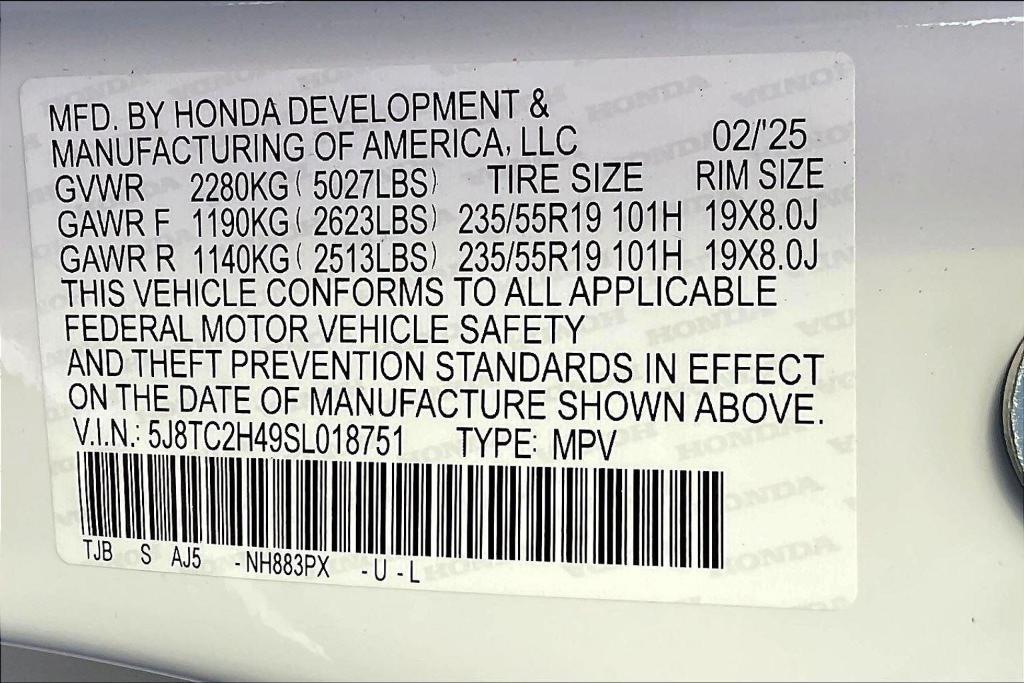 MFD. BY HONDA DEVELOPMENT &
MANUFACTURING OF AMERICA, LLC 02/'25
GVWR 2280KG ( 5027LBS) TIRE SIZE RIM SIZE
GAWR F 1190KG ( 2623LBS) 235/55R19 101H 19X8.0J
GAWR R 1140KG ( 2513LBS) 235/55R19 101H 19X8.0J
THIS VEHICLE CONFORMS TO ALL APPLICABLE
FEDERAL MOTOR VEHICLE SAFETY
AND THEFT PREVENTION STANDARDS IN EFFECT
ON THE DATE OF MANUFACTURE SHOWN ABOVE.
V.I.N.: 5J8TC2H49SL018751 TYPE: MPV
TJB S AJ5 -NH883PX -U -L